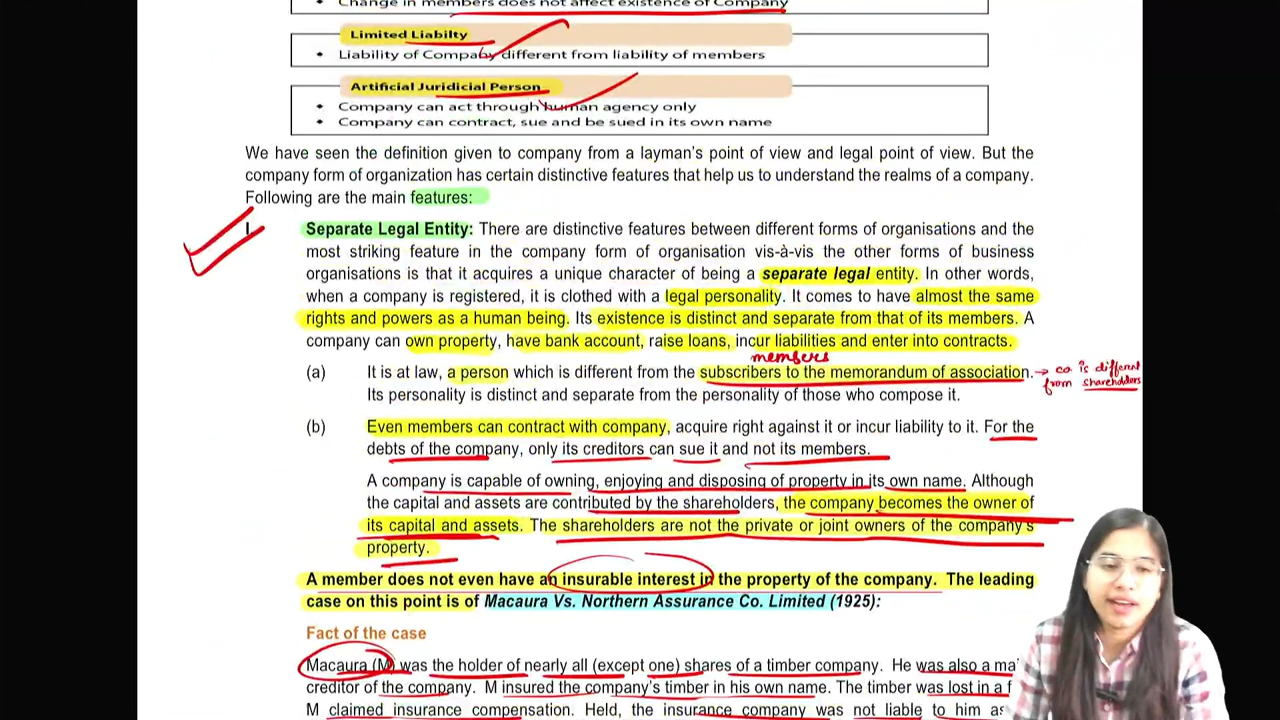 Change in members does not affect existence of Company
Limited Liabilty
• Liability of Company different from liability of members
Artificial Juridicial Person
• Company can act through human agency only
• Company can contract, sue and be sued in its own name
We have seen the definition given to company from a layman's point of view and legal point of view. But the
company form of organization has certain distinctive features that help us to understand the realms of a company.
Following are the main features:
I. Separate Legal Entity: There are distinctive features between different forms of organisations and the
most striking feature in the company form of organisation vis-à-vis the other forms of business
organisations is that it acquires a unique character of being a separate legal entity. In other words,
when a company is registered, it is clothed with a legal personality. It comes to have almost the same
rights and powers as a human being. Its existence is distinct and separate from that of its members. A
company can own property, have bank account, raise loans, incur liabilities and enter into contracts.
members
(a) It is at law, a person which is different from the subscribers to the memorandum of association. → co. is different
from shareholders
Its personality is distinct and separate from the personality of those who compose it.
(b) Even members can contract with company, acquire right against it or incur liability to it. For the
debts of the company, only its creditors can sue it and not its members.
A company is capable of owning, enjoying and disposing of property in its own name. Although
the capital and assets are contributed by the shareholders, the company becomes the owner of
its capital and assets. The shareholders are not the private or joint owners of the company's
property.
A member does not even have an insurable interest in the property of the company. The leading
case on this point is of Macaura Vs. Northern Assurance Co. Limited (1925):
Fact of the case
Macaura (M) was the holder of nearly all (except one) shares of a timber company. He was also a ma
creditor of the company. M insured the company's timber in his own name. The timber was lost in a f
M claimed insurance compensation. Held, the insurance company was not liable to him as